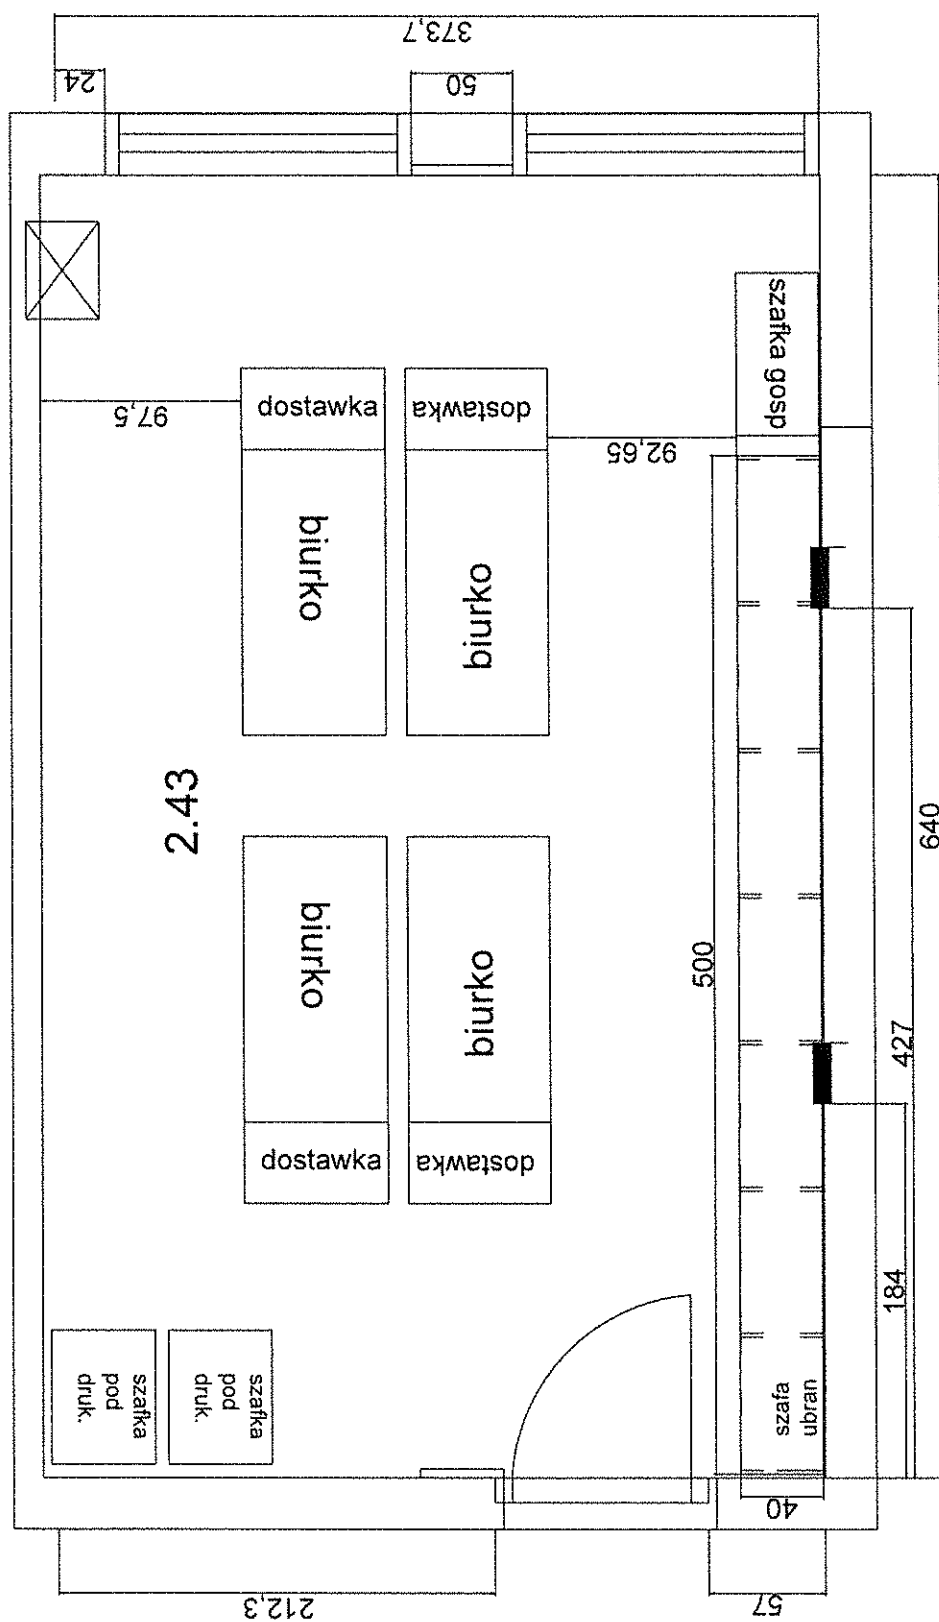 373,7
24
50
szafka gosp
97,5
dostawka
dostawka
92,65
biurko
biurko
2.43
640
biurko
biurko
500
427
dostawka
dostawka
184
szafka
pod
druk.
szafka
pod
druk.
szafa
ubran
40
212,3
57